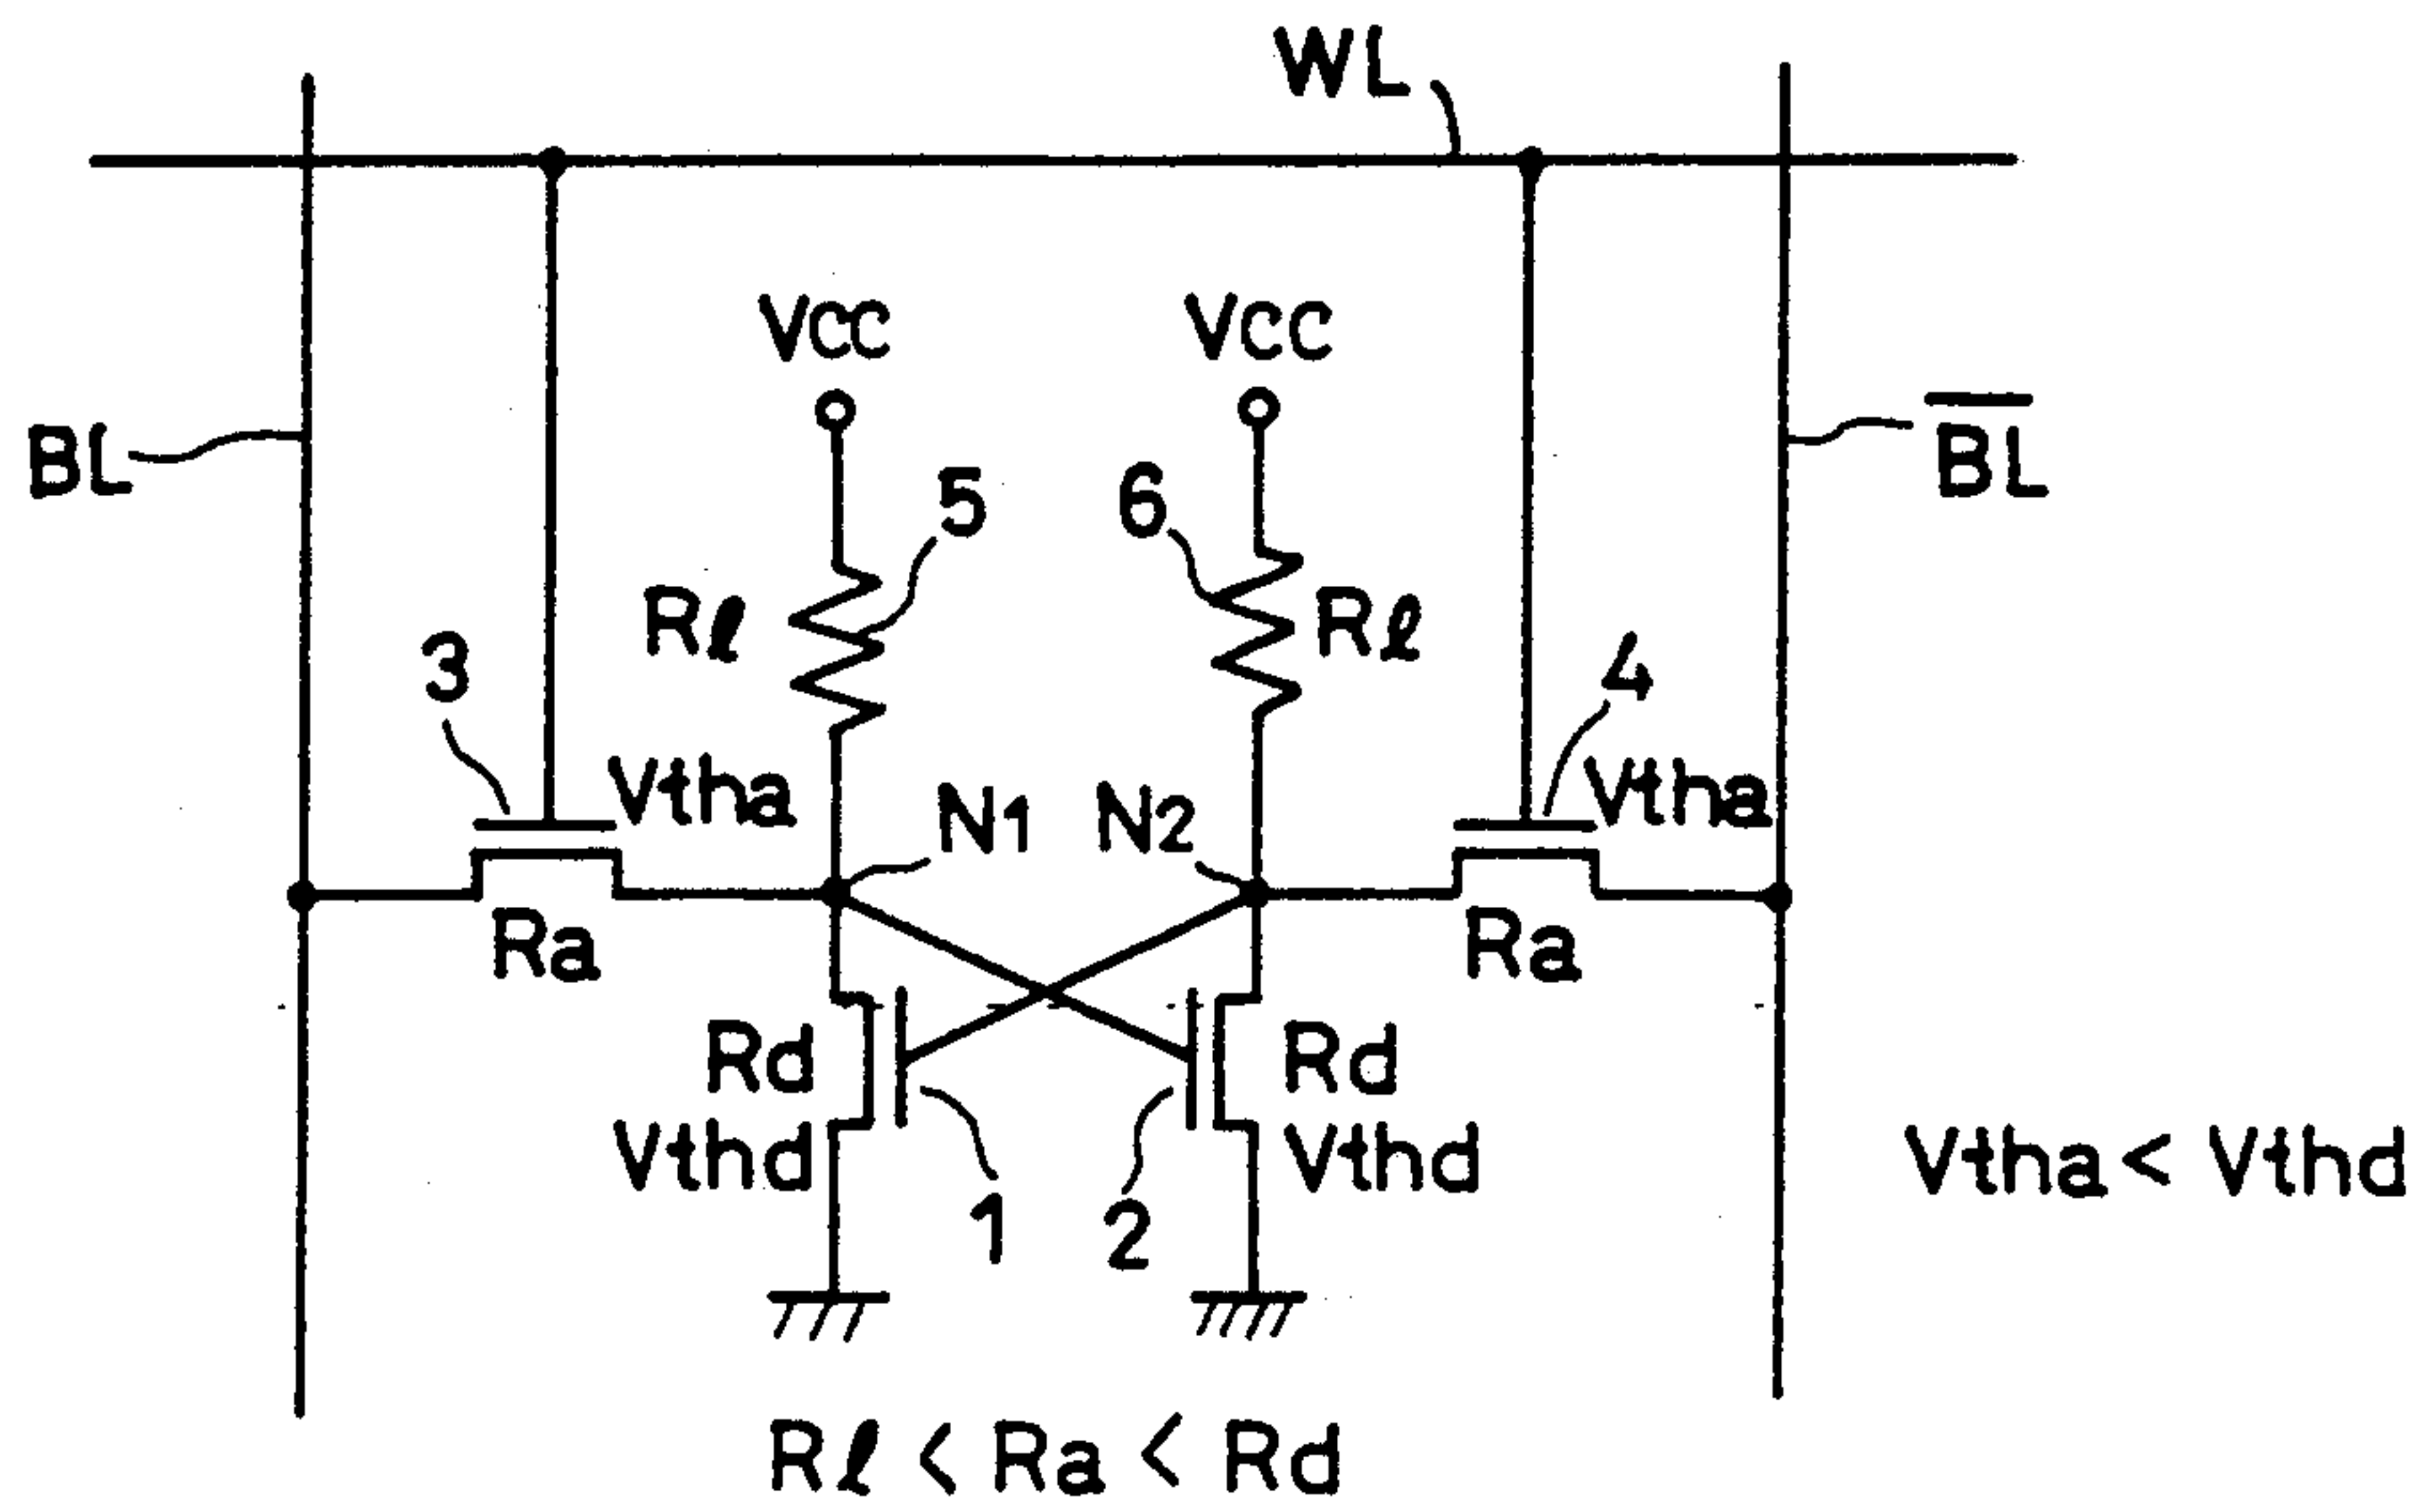 WL
VCC VCC
BL
B̅L̅
5 6
Rℓ Rℓ
3 4
Vtha Vtha
N1 N2
Ra Ra
Rd Rd
Vthd Vthd
Vtha < Vthd
1 2
Rℓ < Ra < Rd